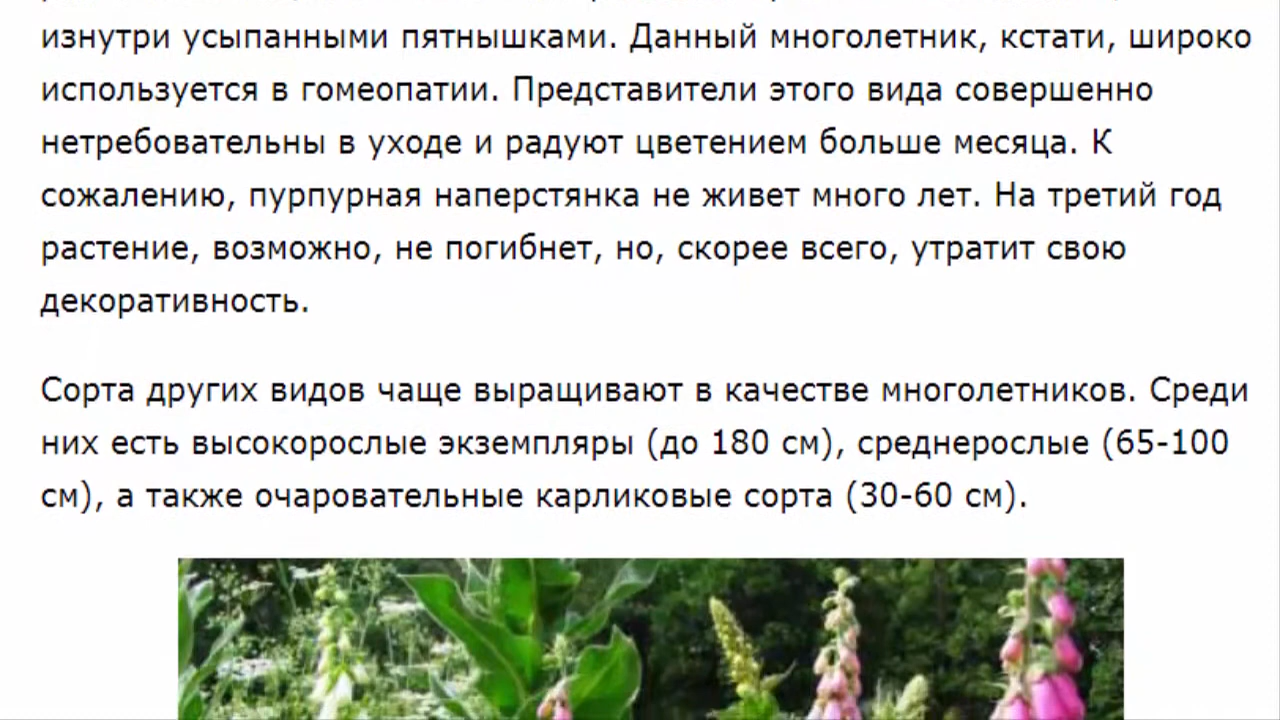 изнутри усыпанными пятнышками. Данный многолетник, кстати, широко
используется в гомеопатии. Представители этого вида совершенно
нетребовательны в уходе и радуют цветением больше месяца. К
сожалению, пурпурная наперстянка не живет много лет. На третий год
растение, возможно, не погибнет, но, скорее всего, утратит свою
декоративность.
Сорта других видов чаще выращивают в качестве многолетников. Среди
них есть высокорослые экземпляры (до 180 см), среднерослые (65-100
см), а также очаровательные карликовые сорта (30-60 см).